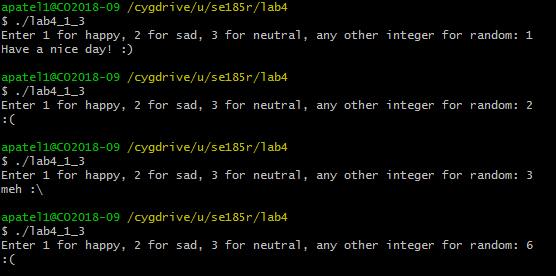 apatel1@CO2018-09 /cygdrive/u/se185r/lab4
$ ./lab4_1_3
Enter 1 for happy, 2 for sad, 3 for neutral, any other integer for random: 1
Have a nice day! :)
apatel1@CO2018-09 /cygdrive/u/se185r/lab4
$ ./lab4_1_3
Enter 1 for happy, 2 for sad, 3 for neutral, any other integer for random: 2
:(
apatel1@CO2018-09 /cygdrive/u/se185r/lab4
$ ./lab4_1_3
Enter 1 for happy, 2 for sad, 3 for neutral, any other integer for random: 3
meh :\
apatel1@CO2018-09 /cygdrive/u/se185r/lab4
$ ./lab4_1_3
Enter 1 for happy, 2 for sad, 3 for neutral, any other integer for random: 6
:(